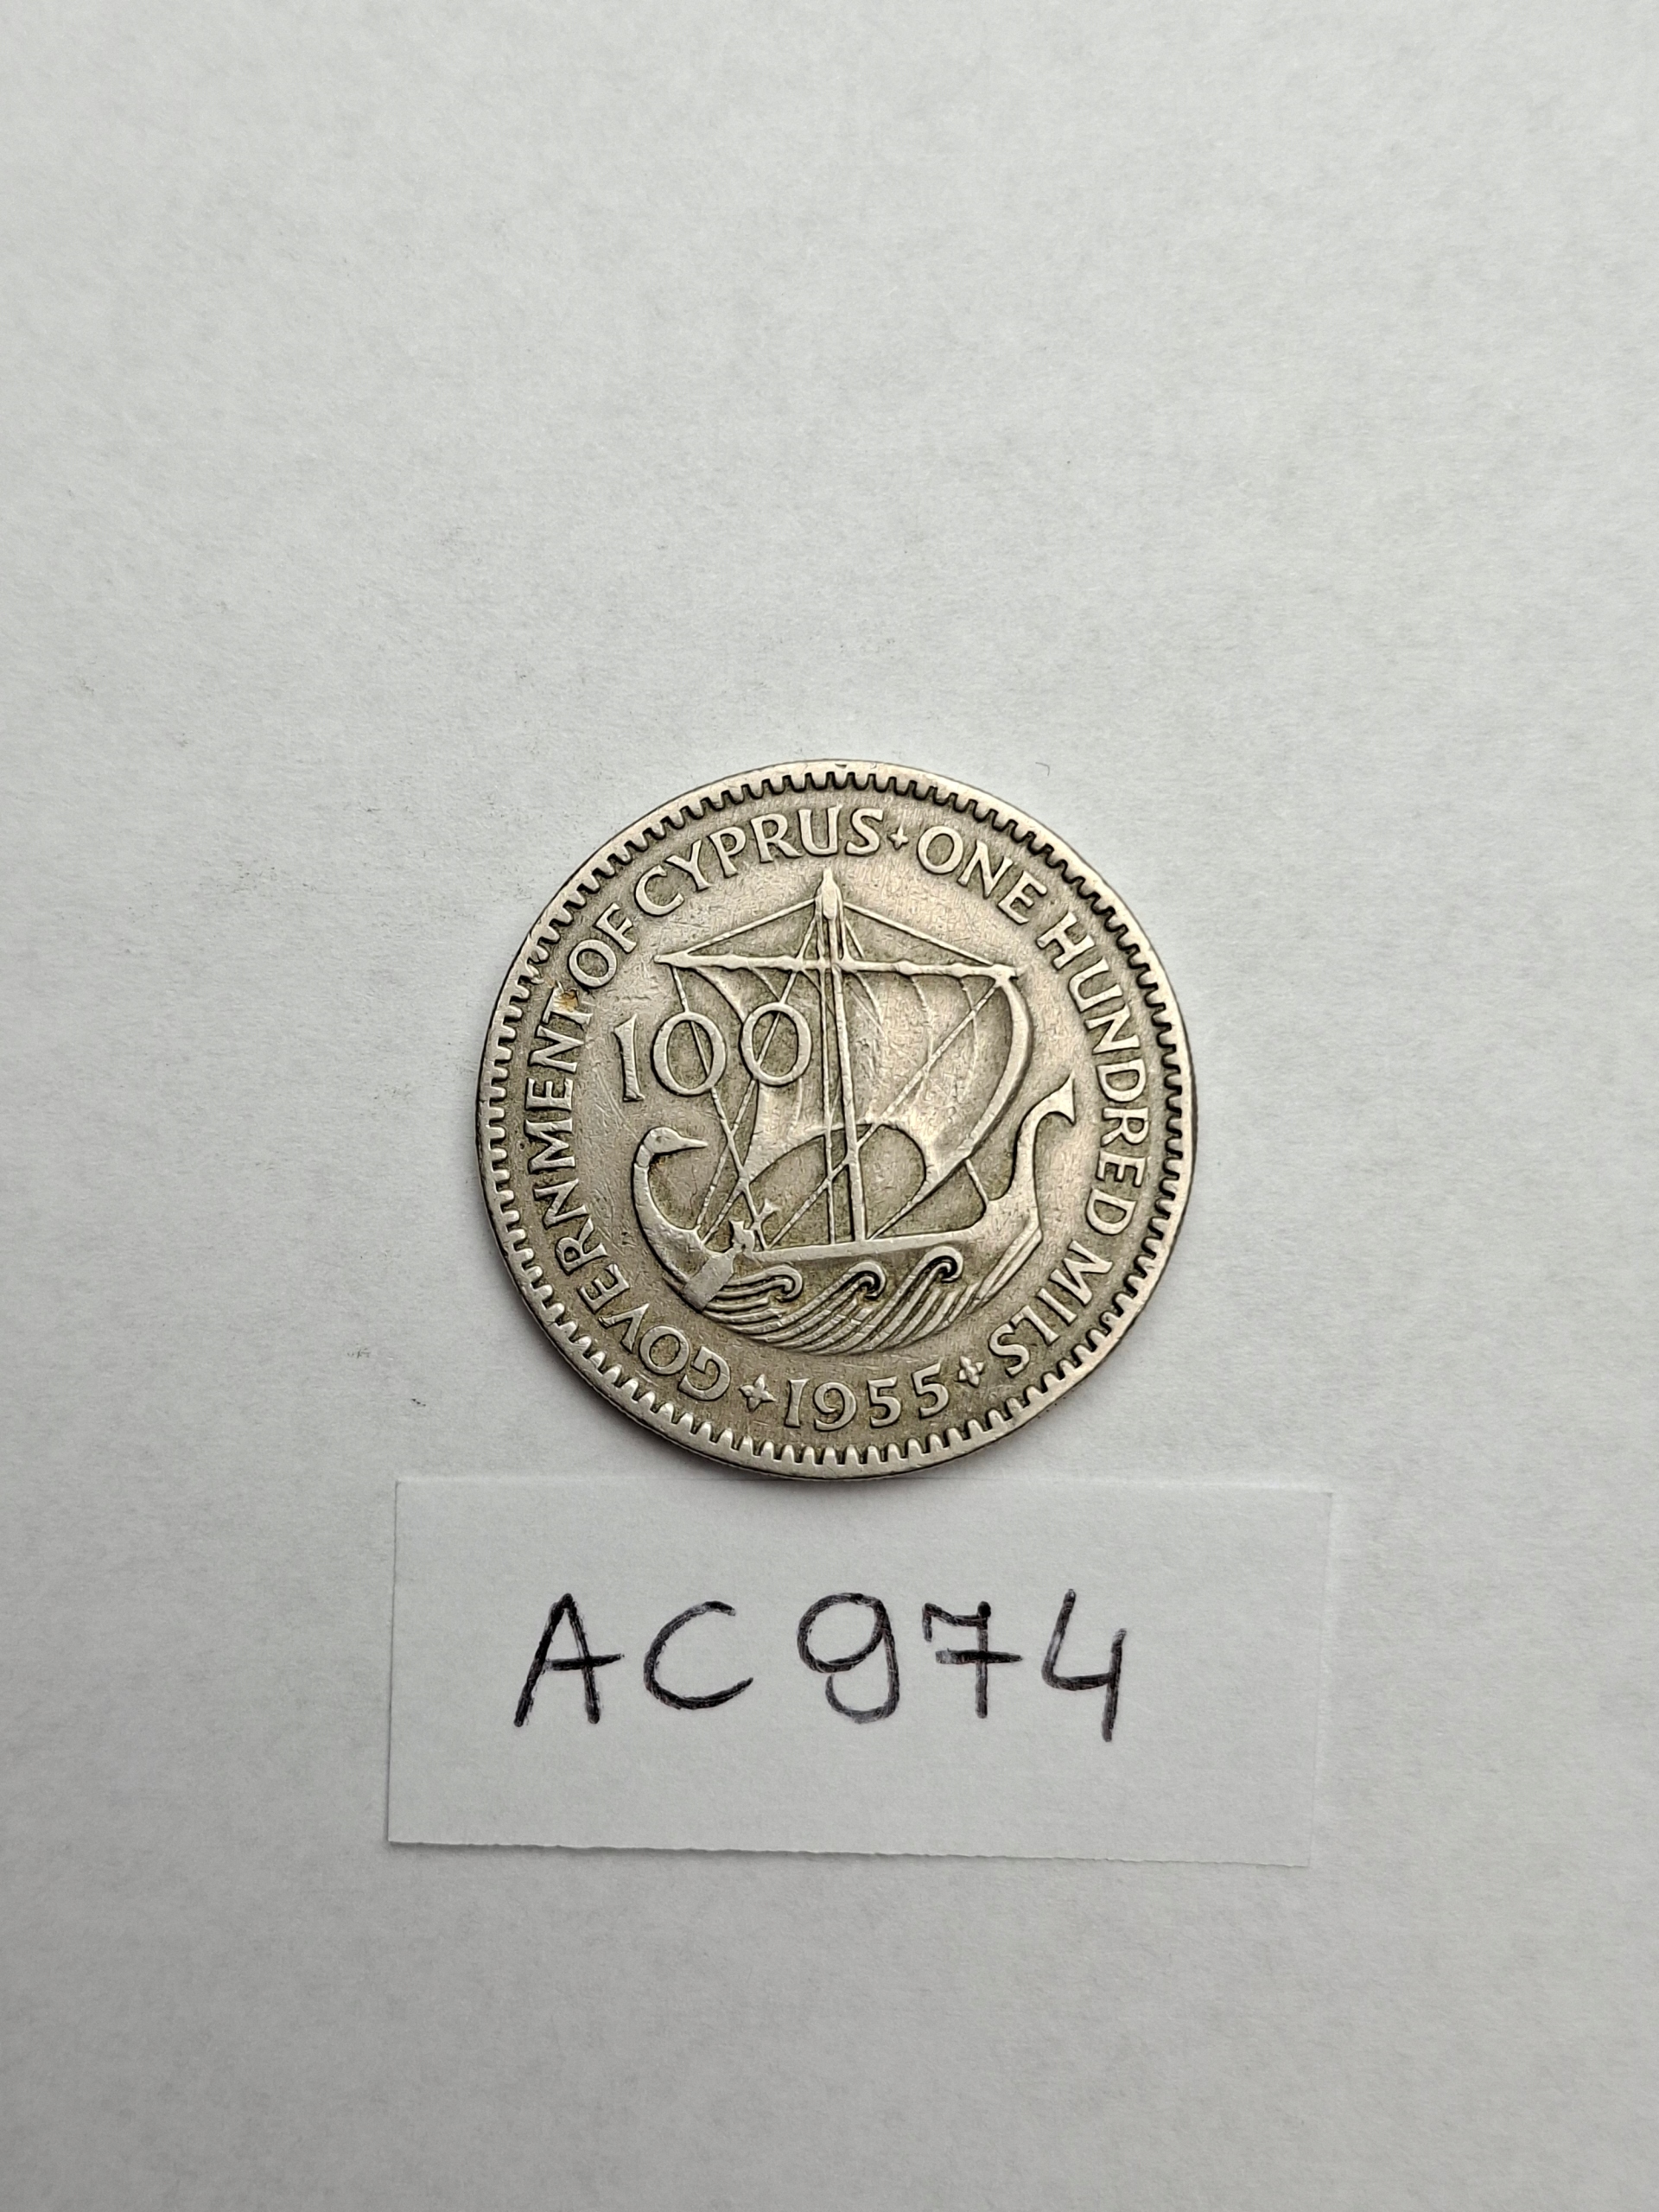 GOVERNMENT OF CYPRUS + ONE HUNDRED MILS
100
+ 1955 +
AC974